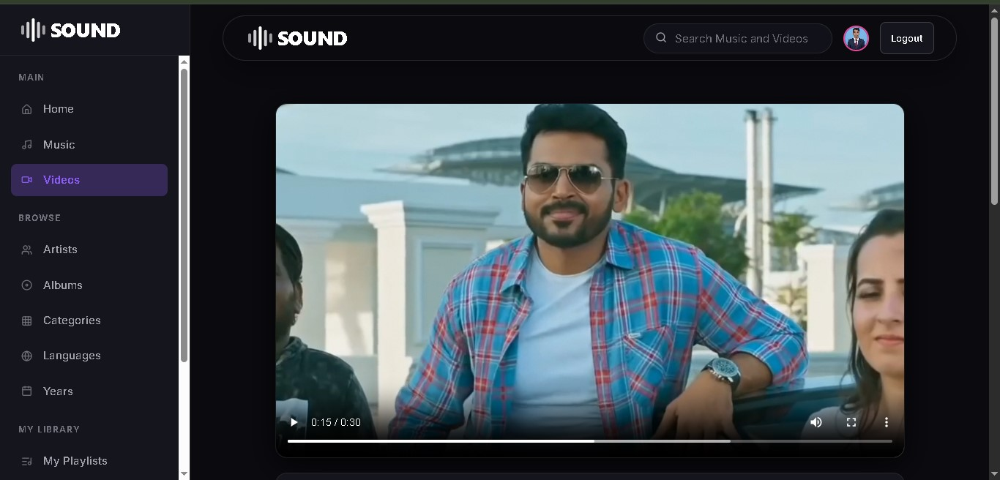 SOUND
MAIN
Home
Music
Videos
BROWSE
Artists
Albums
Categories
Languages
Years
MY LIBRARY
My Playlists
SOUND
Search Music and Videos
Logout
0:15 / 0:30